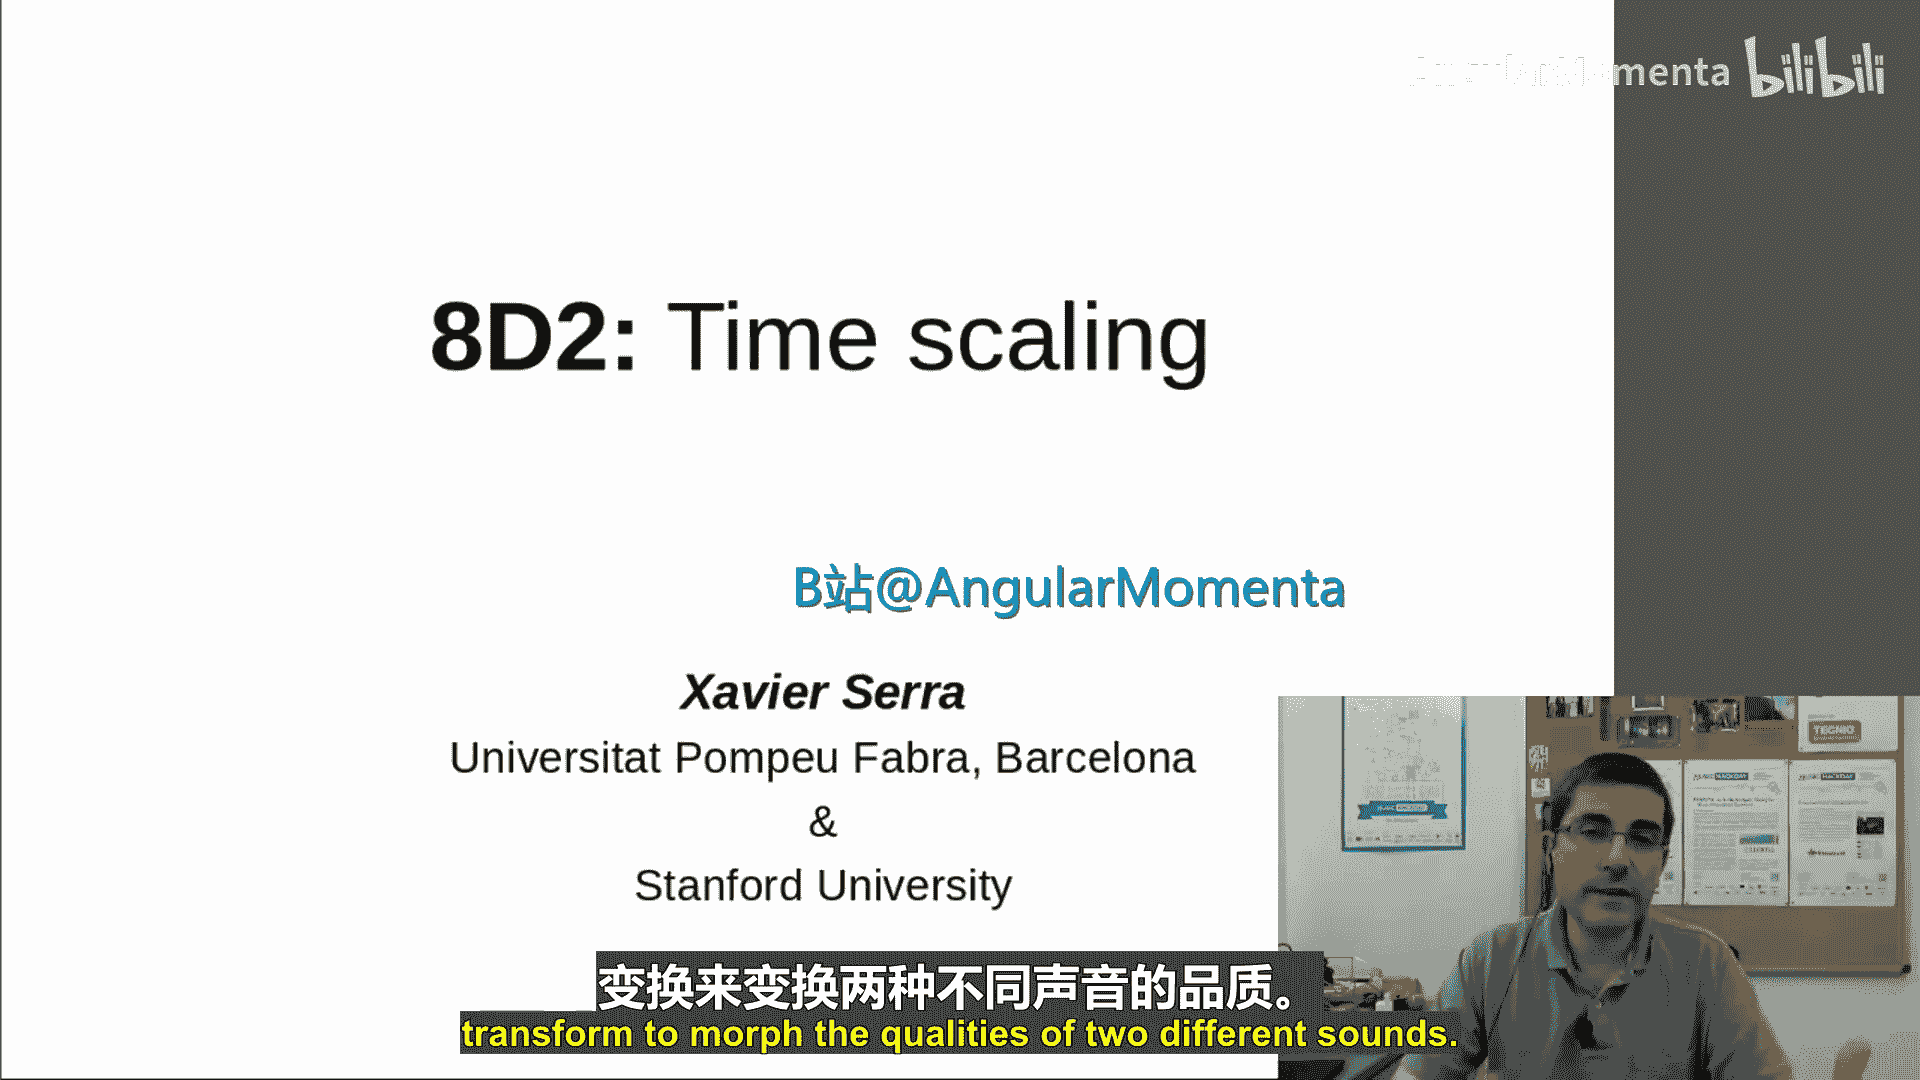 menta bilibili
8D2: Time scaling
B站@AngularMomenta
Xavier Serra
Universitat Pompeu Fabra, Barcelona
&
Stanford University
TECNIO
变换来变换两种不同声音的品质。
transform to morph the qualities of two different sounds.